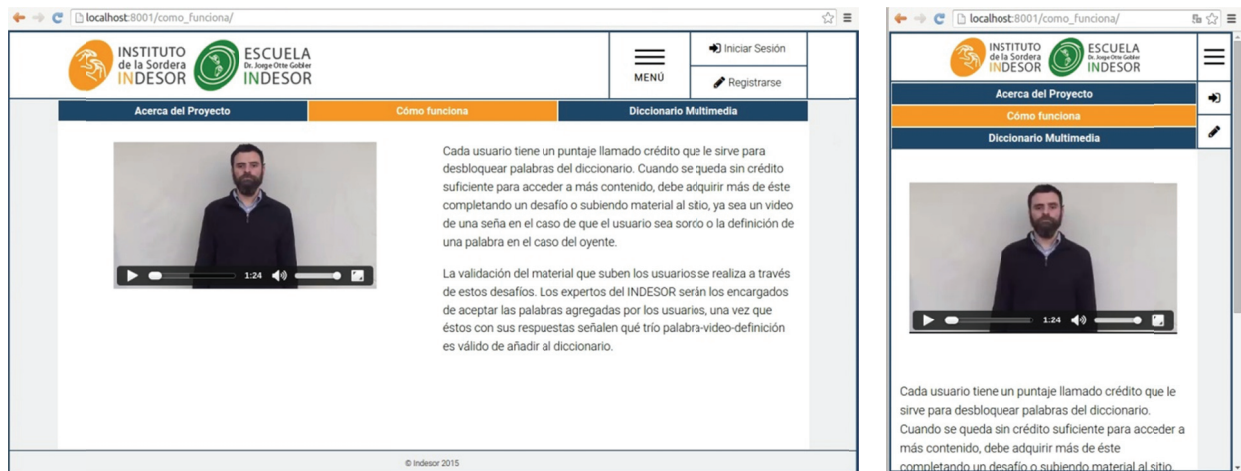 localhost:8001/como_funciona/
INSTITUTO
de la Sordera
INDESOR
ESCUELA
Dr. Jorge Otte Gabler
INDESOR
MENÚ
Iniciar Sesión
Registrarse
Acerca del Proyecto
Cómo funciona
Diccionario Multimedia
1:24
Cada usuario tiene un puntaje llamado crédito que le sirve para
desbloquear palabras del diccionario. Cuando se queda sin crédito
suficiente para acceder a más contenido, debe adquirir más de éste
completando un desafío o subiendo material al sitio, ya sea un video
de una seña en el caso de que el usuario sea sordo o la definición de
una palabra en el caso del oyente.
La validación del material que suben los usuarios se realiza a través
de estos desafíos. Los expertos del INDESOR serán los encargados
de aceptar las palabras agregadas por los usuarios, una vez que
éstos con sus respuestas señalen qué trío palabra-video-definición
es válido de añadir al diccionario.
© Indesor 2015
localhost:8001/como_funciona/
INSTITUTO
de la Sordera
INDESOR
ESCUELA
Dr. Jorge Otte Gabler
INDESOR
Acerca del Proyecto
Cómo funciona
Diccionario Multimedia
1:24
Cada usuario tiene un puntaje llamado crédito que le
sirve para desbloquear palabras del diccionario.
Cuando se queda sin crédito suficiente para acceder a
más contenido, debe adquirir más de éste
completando un desafío o subiendo material al sitio,